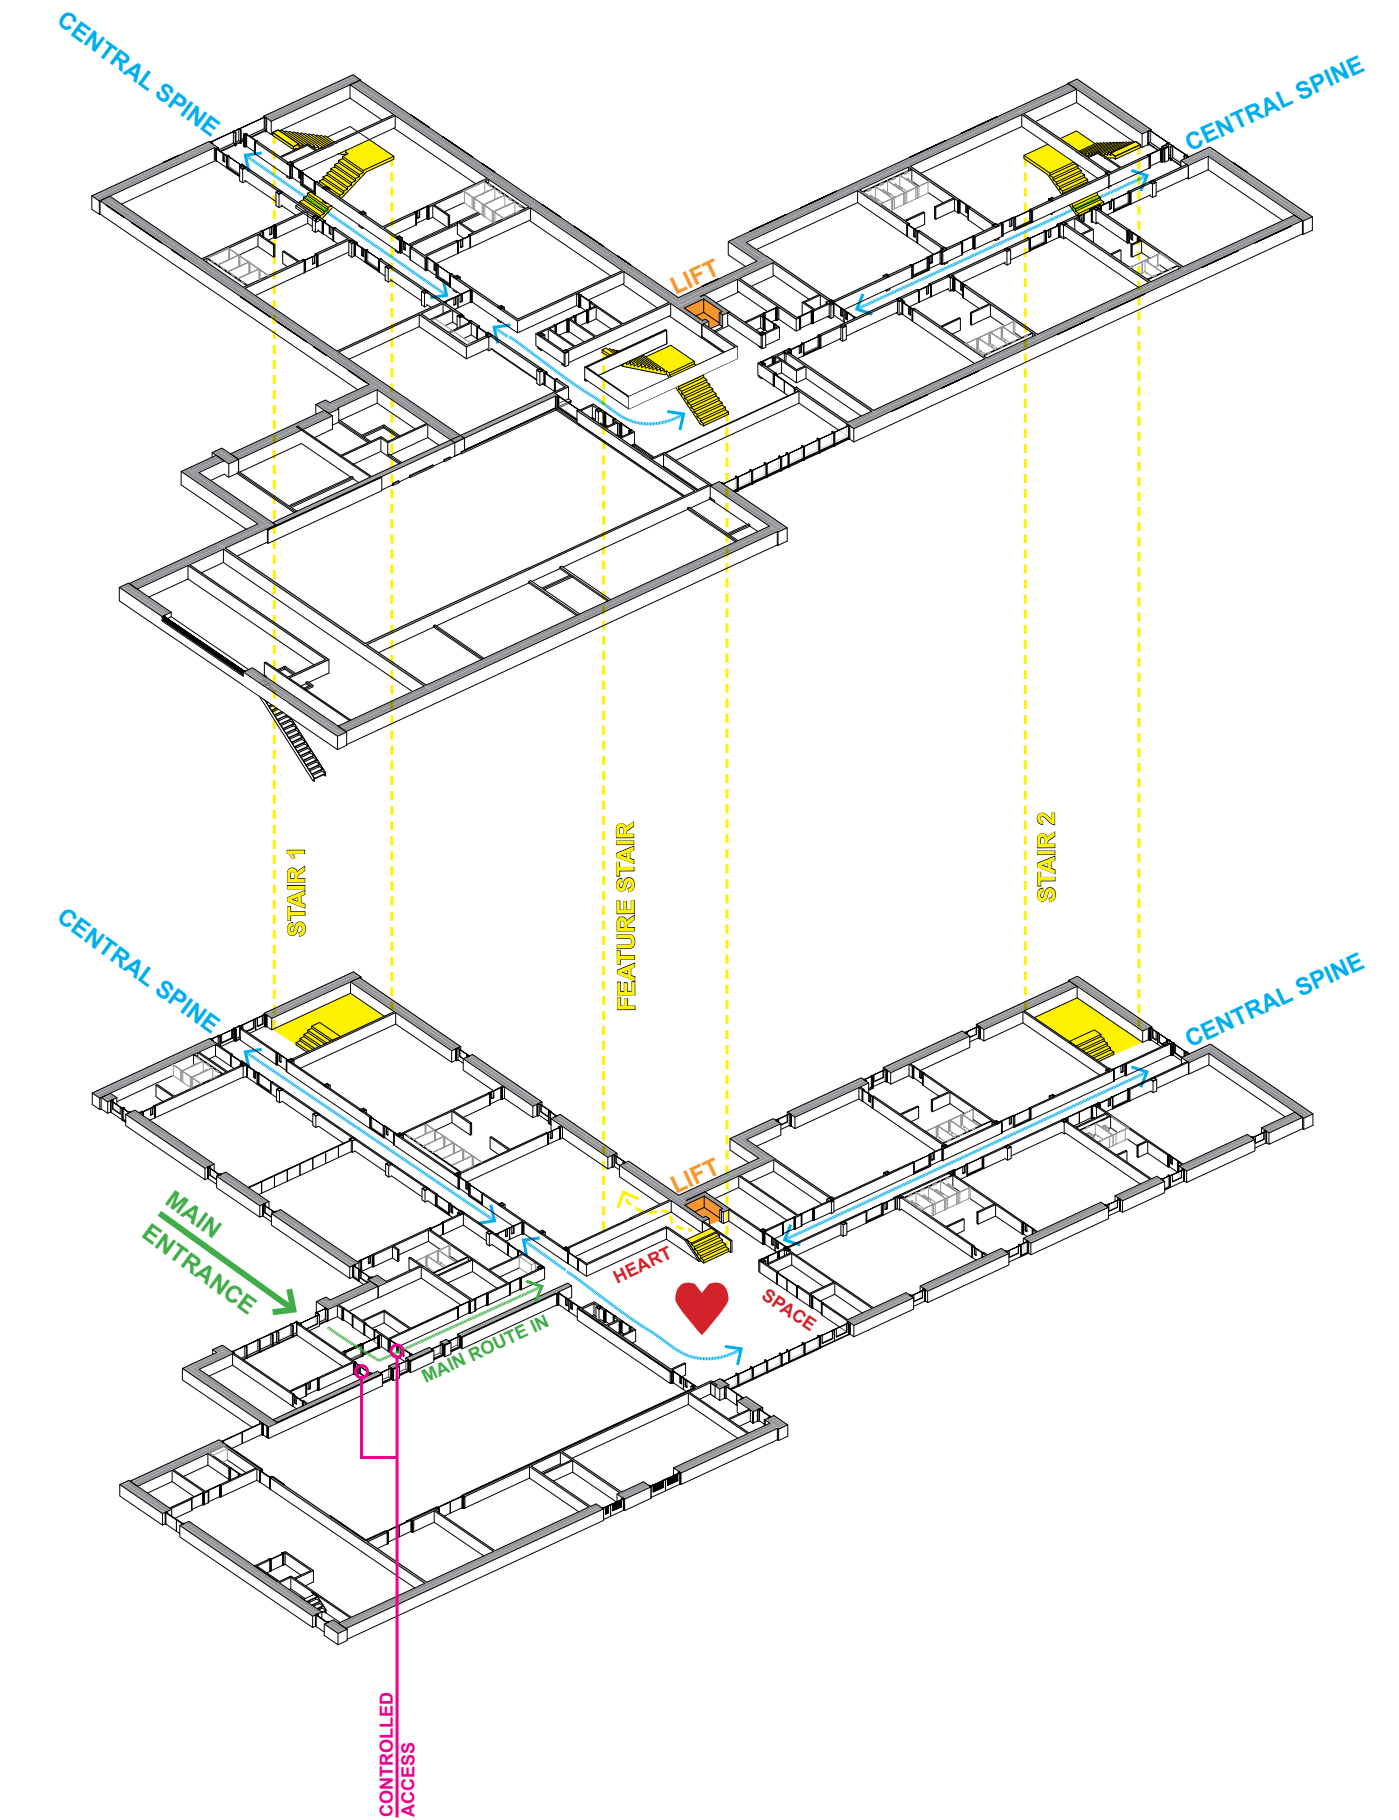 CENTRAL SPINE
CENTRAL SPINE
LIFT
STAIR 1
FEATURE STAIR
STAIR 2
CENTRAL SPINE
CENTRAL SPINE
LIFT
MAIN
ENTRANCE
HEART
SPACE
MAIN ROUTE IN
CONTROLLED
ACCESS